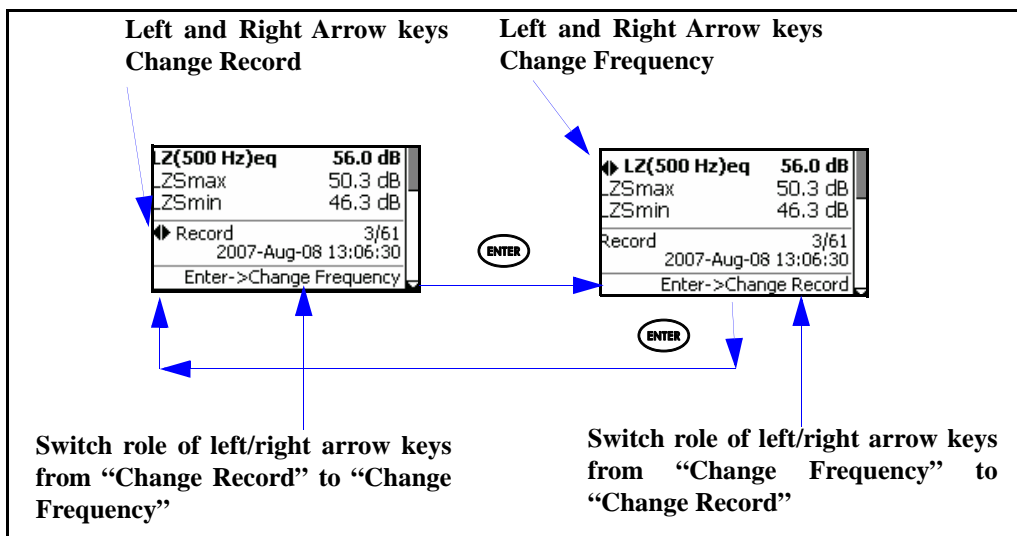 Left and Right Arrow keys
Change Record
Left and Right Arrow keys
Change Frequency
LZ(500 Hz)eq 56.0 dB
LZSmax 50.3 dB
LZSmin 46.3 dB
Record 3/61
2007-Aug-08 13:06:30
Enter->Change Frequency
ENTER
LZ(500 Hz)eq 56.0 dB
LZSmax 50.3 dB
LZSmin 46.3 dB
Record 3/61
2007-Aug-08 13:06:30
Enter->Change Record
ENTER
Switch role of left/right arrow keys
from “Change Record” to “Change
Frequency”
Switch role of left/right arrow keys
from “Change Frequency” to
“Change Record”